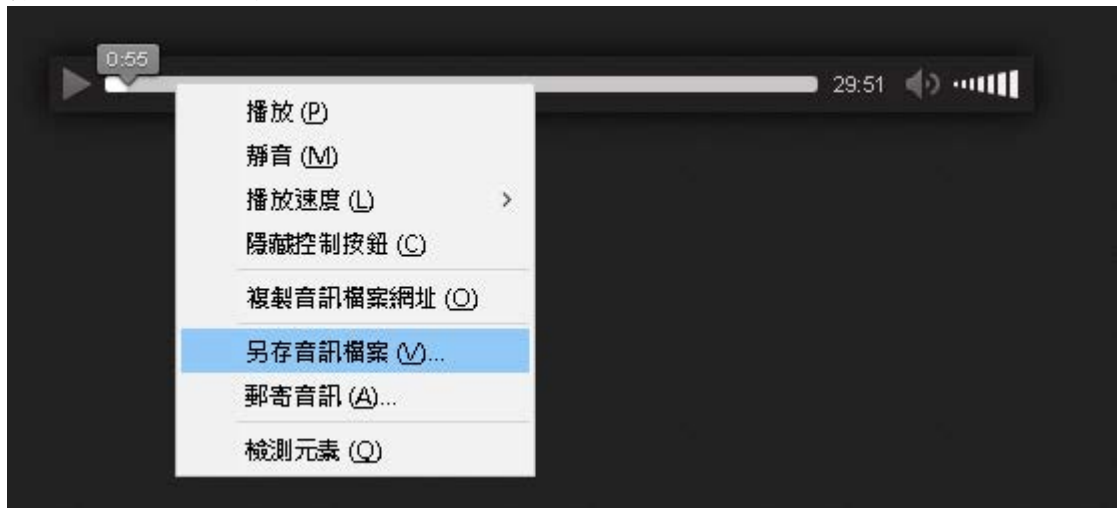 0:55
29:51
播放 (P)
靜音 (M)
播放速度 (L)
隱藏控制按鈕 (C)
複製音訊檔案網址 (O)
另存音訊檔案 (V)...
郵寄音訊 (A)...
檢測元素 (Q)